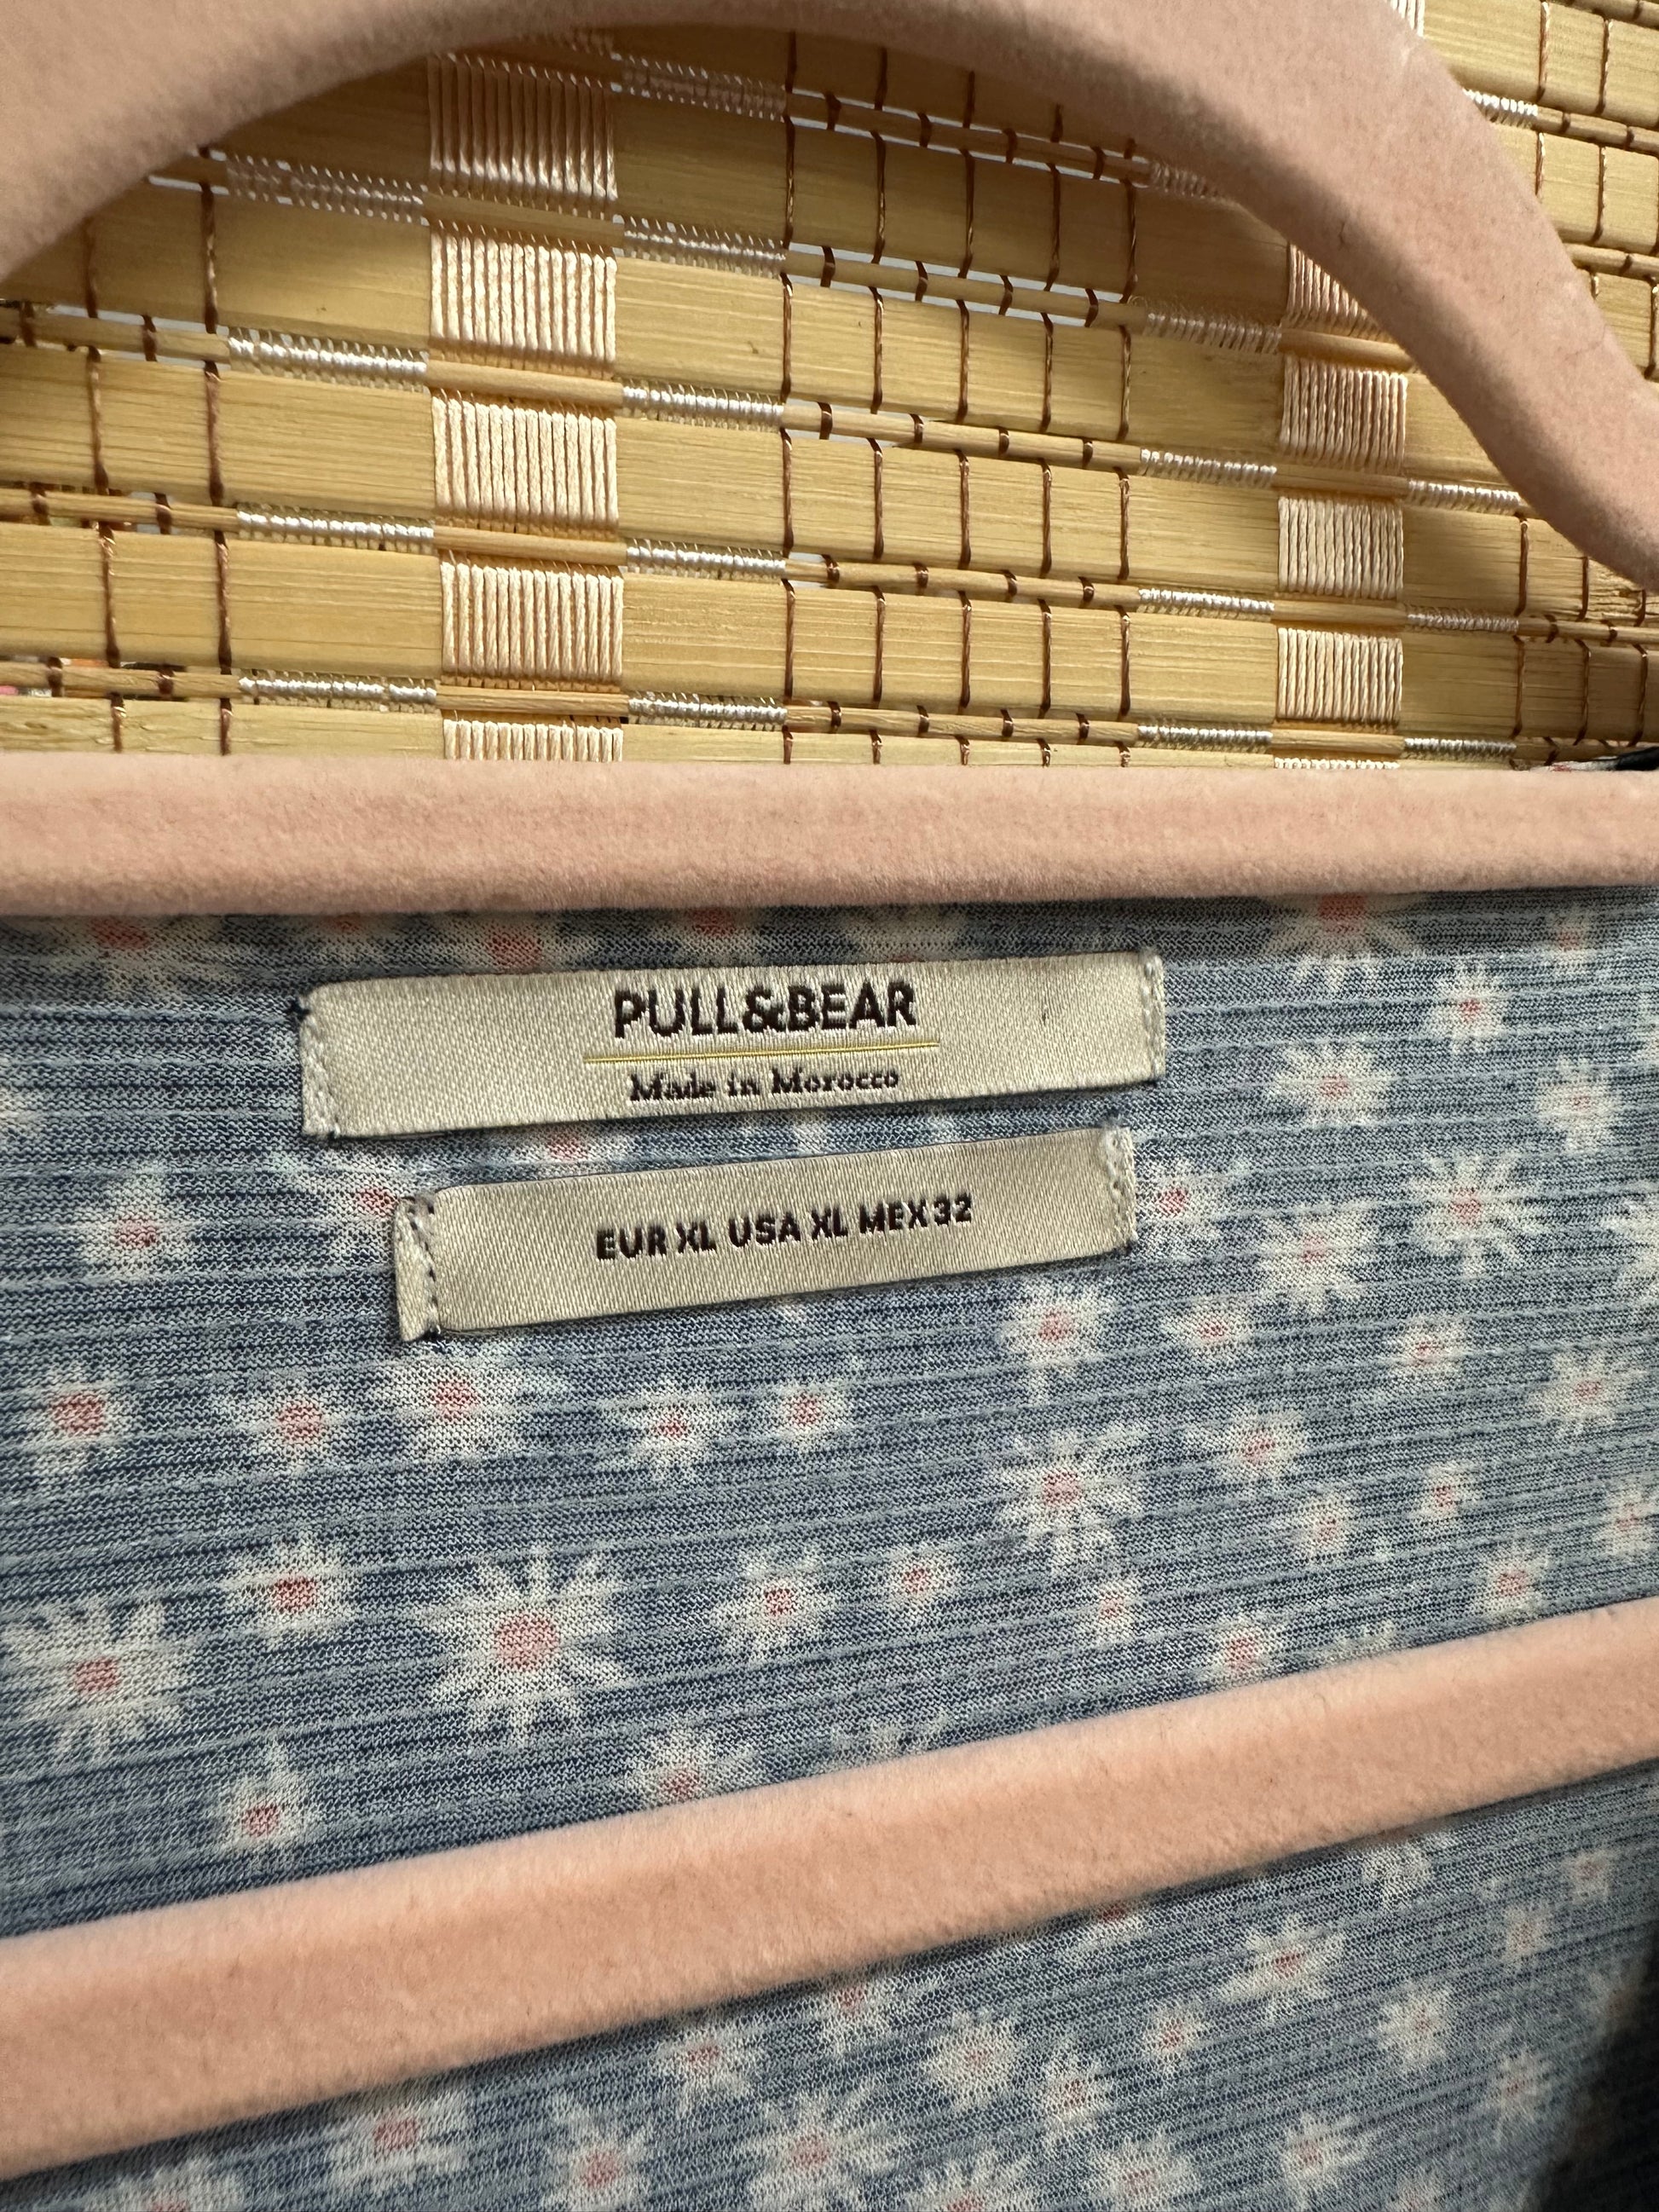 PULL&BEAR
Made in Morocco
EUR XL USA XL MEX 32